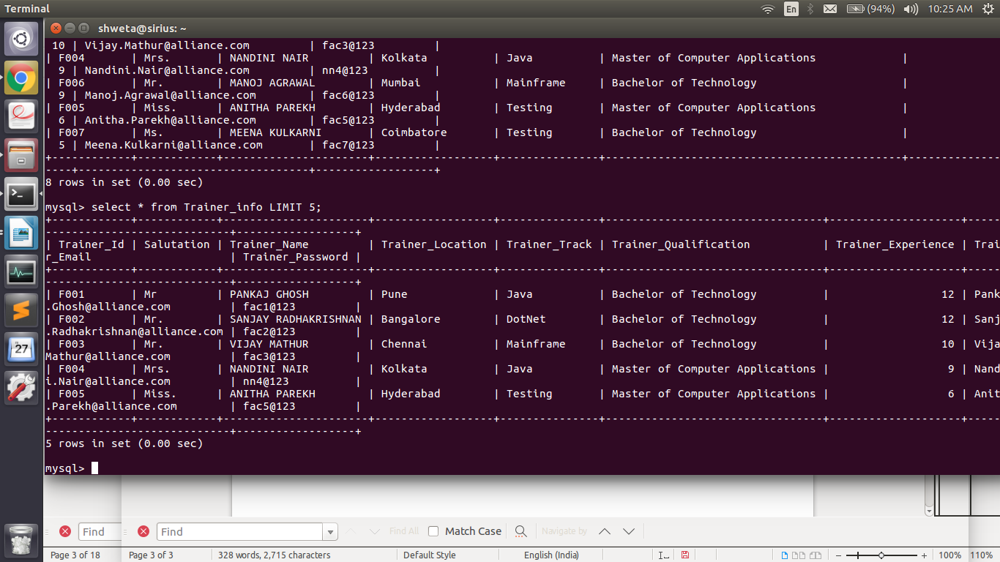 Terminal
En
(94%)
10:25 AM
shweta@sirius: ~
 10 | Vijay.Mathur@alliance.com         | fac3@123         |
| F004       | Mrs.       | NANDINI NAIR         | Kolkata          | Java          | Master of Computer Applications             |
  9 | Nandini.Nair@alliance.com         | nn4@123          |
| F006       | Mr.        | MANOJ AGRAWAL        | Mumbai           | Mainframe     | Bachelor of Technology                      |
  9 | Manoj.Agrawal@alliance.com        | fac6@123         |
| F005       | Miss.      | ANITHA PAREKH        | Hyderabad        | Testing       | Master of Computer Applications             |
  6 | Anitha.Parekh@alliance.com        | fac5@123         |
| F007       | Ms.        | MEENA KULKARNI       | Coimbatore       | Testing       | Bachelor of Technology                      |
  5 | Meena.Kulkarni@alliance.com       | fac7@123         |
+------------+------------+----------------------+------------------+---------------+---------------------------------------------+--------------
----+-----------------------------------+------------------+
8 rows in set (0.00 sec)
mysql> select * from Trainer_info LIMIT 5;
+------------+------------+----------------------+------------------+---------------+---------------------------------+--------------------+-----
----------------------------+------------------+
| Trainer_Id | Salutation | Trainer_Name         | Trainer_Location | Trainer_Track | Trainer_Qualification           | Trainer_Experience | Trai
r_Email                     | Trainer_Password |
+------------+------------+----------------------+------------------+---------------+---------------------------------+--------------------+-----
----------------------------+------------------+
| F001       | Mr         | PANKAJ GHOSH         | Pune             | Java          | Bachelor of Technology          |                 12 | Pank
.Ghosh@alliance.com         | fac1@123         |
| F002       | Mr.        | SANJAY RADHAKRISHNAN | Bangalore        | DotNet        | Bachelor of Technology          |                 12 | Sanj
.Radhakrishnan@alliance.com | fac2@123         |
| F003       | Mr.        | VIJAY MATHUR         | Chennai          | Mainframe     | Bachelor of Technology          |                 10 | Vija
Mathur@alliance.com         | fac3@123         |
| F004       | Mrs.       | NANDINI NAIR         | Kolkata          | Java          | Master of Computer Applications |                  9 | Nand
i.Nair@alliance.com         | nn4@123          |
| F005       | Miss.      | ANITHA PAREKH        | Hyderabad        | Testing       | Master of Computer Applications |                  6 | Anit
.Parekh@alliance.com        | fac5@123         |
+------------+------------+----------------------+------------------+---------------+---------------------------------+--------------------+-----
----------------------------+------------------+
5 rows in set (0.00 sec)
mysql>
27
Find
Find
Find All
Match Case
Navigate by
Page 3 of 18
Page 3 of 3
328 words, 2,715 characters
Default Style
English (India)
100%
110%